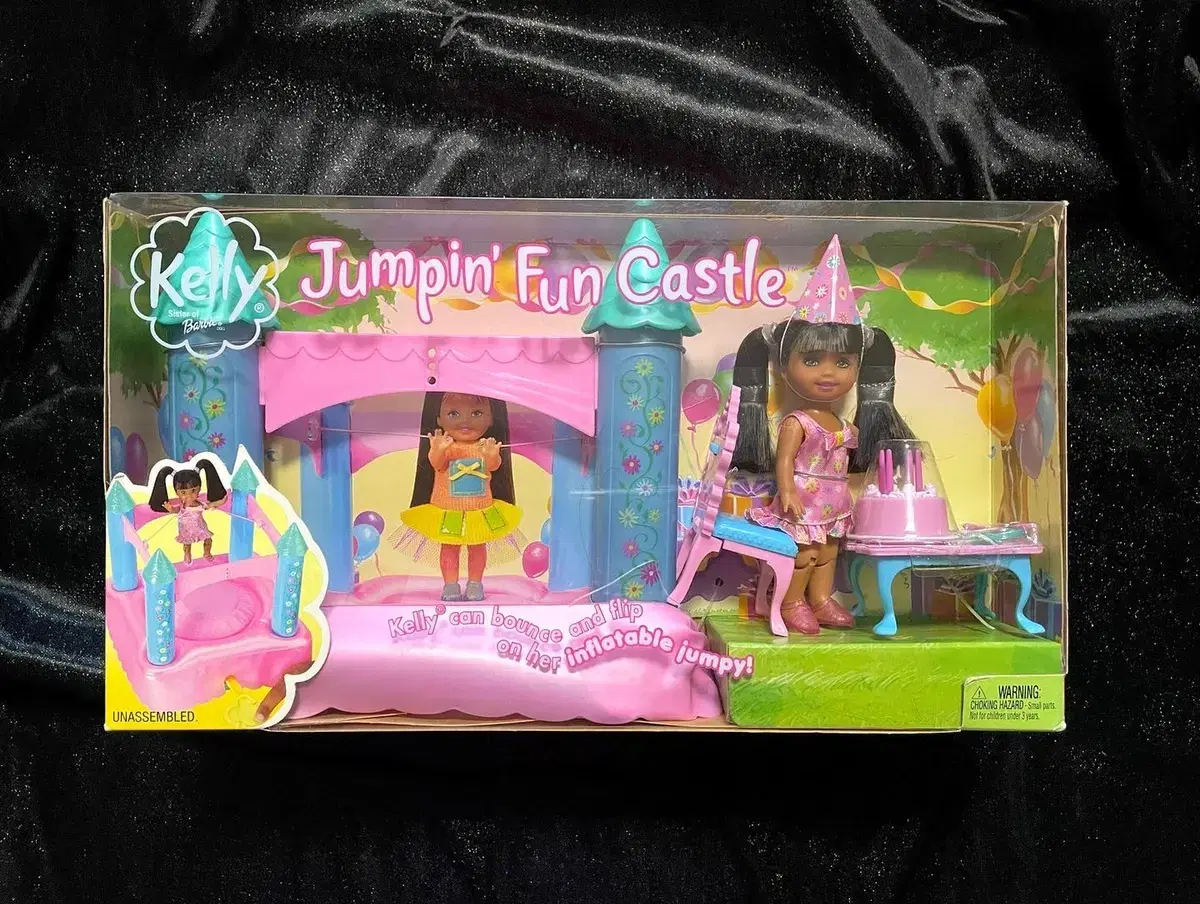 Kelly®
Sister of
Barbie
Jumpin' Fun Castle™
Kelly® can bounce and flip
on her inflatable jumpy!
UNASSEMBLED.
WARNING:
CHOKING HAZARD - Small parts.
Not for children under 3 years.